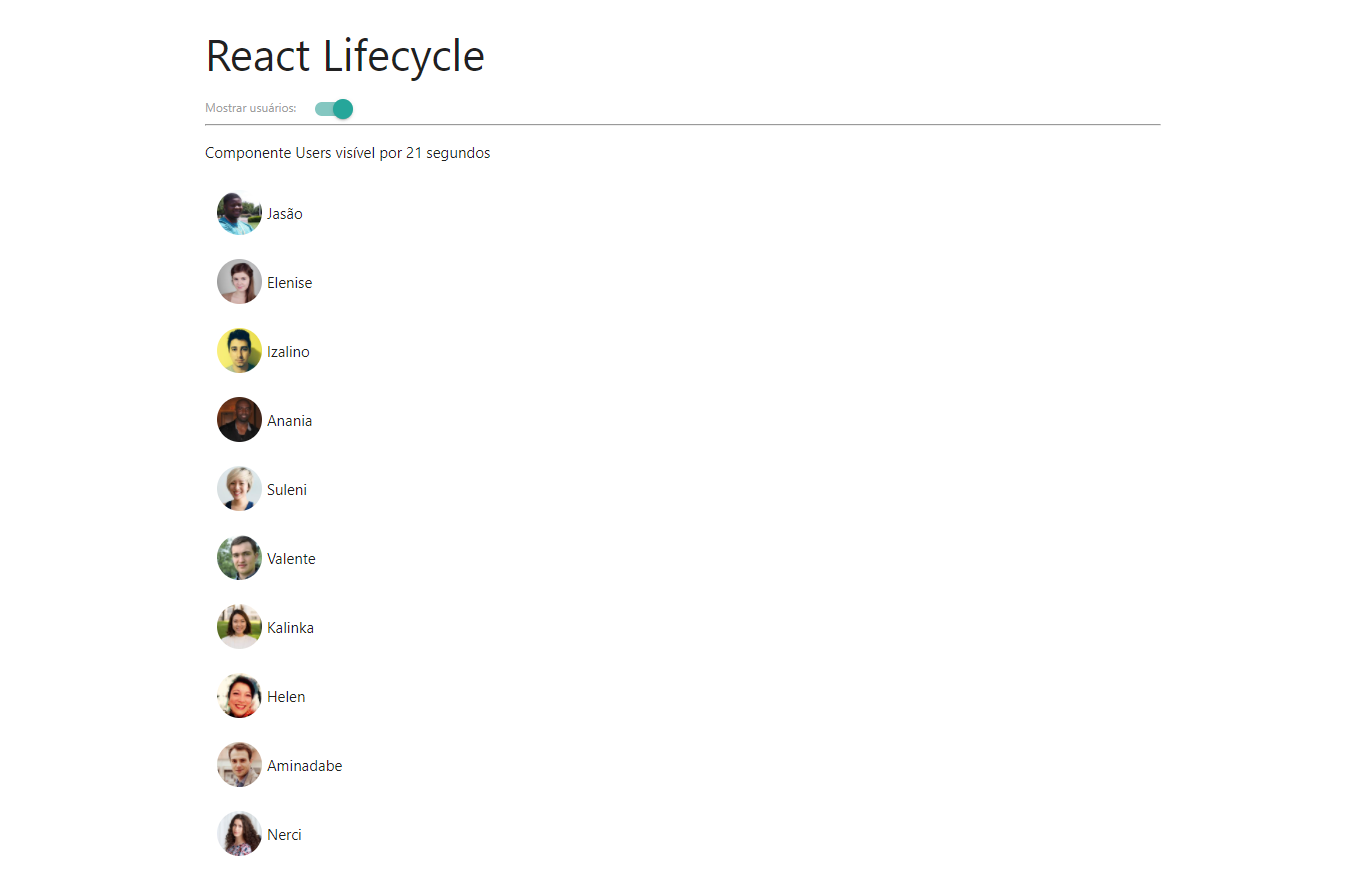 React Lifecycle
Mostrar usuários:
Componente Users visível por 21 segundos
Jasão
Elenise
Izalino
Anania
Suleni
Valente
Kalinka
Helen
Aminadabe
Nerci